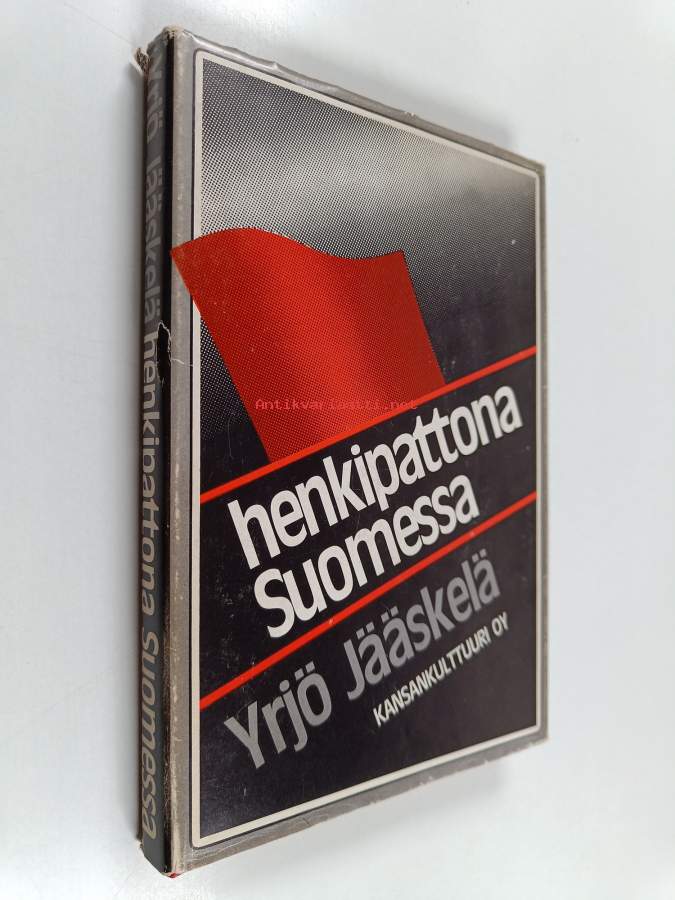 Yrjö Jääskelä henkipattona Suomessa
Antikvariaatti.net
henkipattona
Suomessa
Yrjö Jääskelä
KANSANKULTTUURI OY